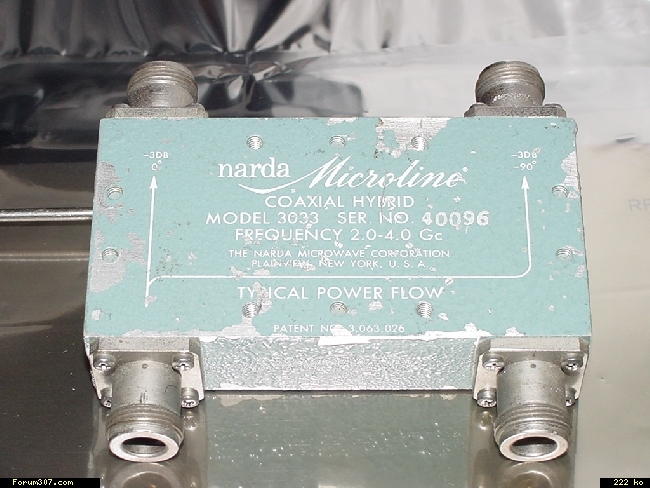 -3DB
0°
-3DB
-90°
narda Microline
COAXIAL HYBRID
MODEL 3033 SER. NO. 40096
FREQUENCY 2.0-4.0 Gc
THE NARDA MICROWAVE CORPORATION
PLAINVIEW, NEW YORK, U.S.A.
TYPICAL POWER FLOW
PATENT NO. 3,063,026
Forum307.com
222 ko